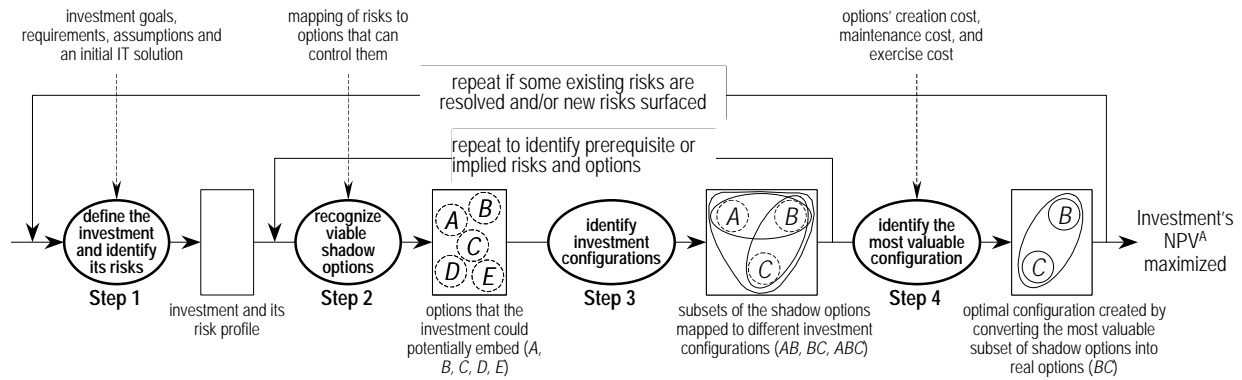 investment goals,
requirements, assumptions and
an initial IT solution
mapping of risks to
options that can
control them
options’ creation cost,
maintenance cost, and
exercise cost
repeat if some existing risks are
resolved and/or new risks surfaced
repeat to identify prerequisite or
implied risks and options
define the
investment
and identify
its risks
Step 1
investment and its
risk profile
recognize
viable
shadow
options
Step 2
A
B
C
D
E
options that the
investment could
potentially embed (A,
B, C, D, E)
identify
investment
configurations
Step 3
A
B
C
subsets of the shadow options
mapped to different investment
configurations (AB, BC, ABC)
identify the
most valuable
configuration
Step 4
B
C
optimal configuration created by
converting the most valuable
subset of shadow options into
real options (BC)
Investment’s
NPVᴬ
maximized